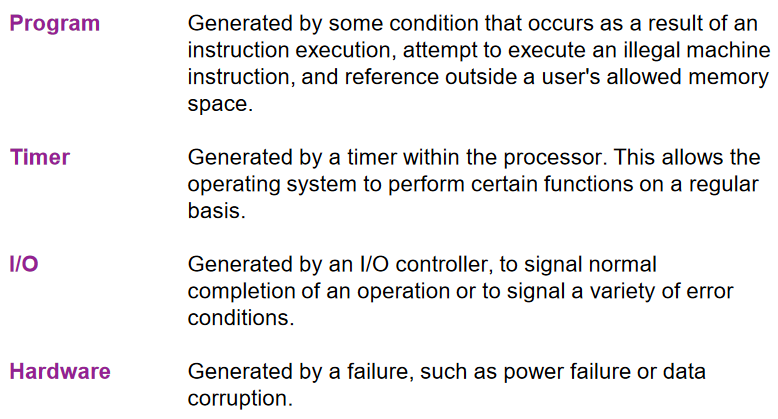 Program Generated by some condition that occurs as a result of an
instruction execution, attempt to execute an illegal machine
instruction, and reference outside a user's allowed memory
space.
Timer Generated by a timer within the processor. This allows the
operating system to perform certain functions on a regular
basis.
I/O Generated by an I/O controller, to signal normal
completion of an operation or to signal a variety of error
conditions.
Hardware Generated by a failure, such as power failure or data
corruption.